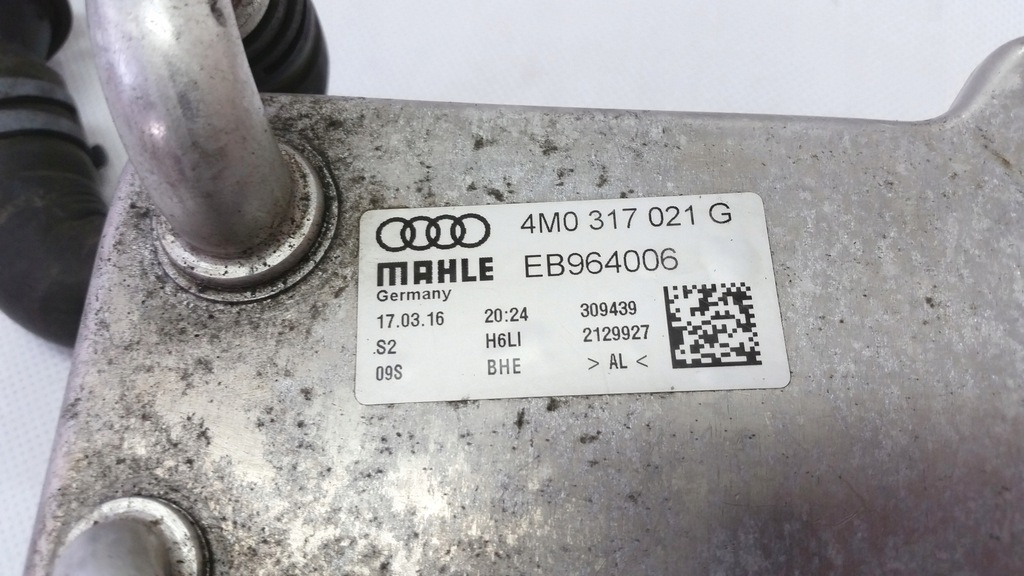 4M0 317 021 G
MAHLE EB964006
Germany
17.03.16 20:24 309439
S2 H6LI 2129927
09S BHE > AL <